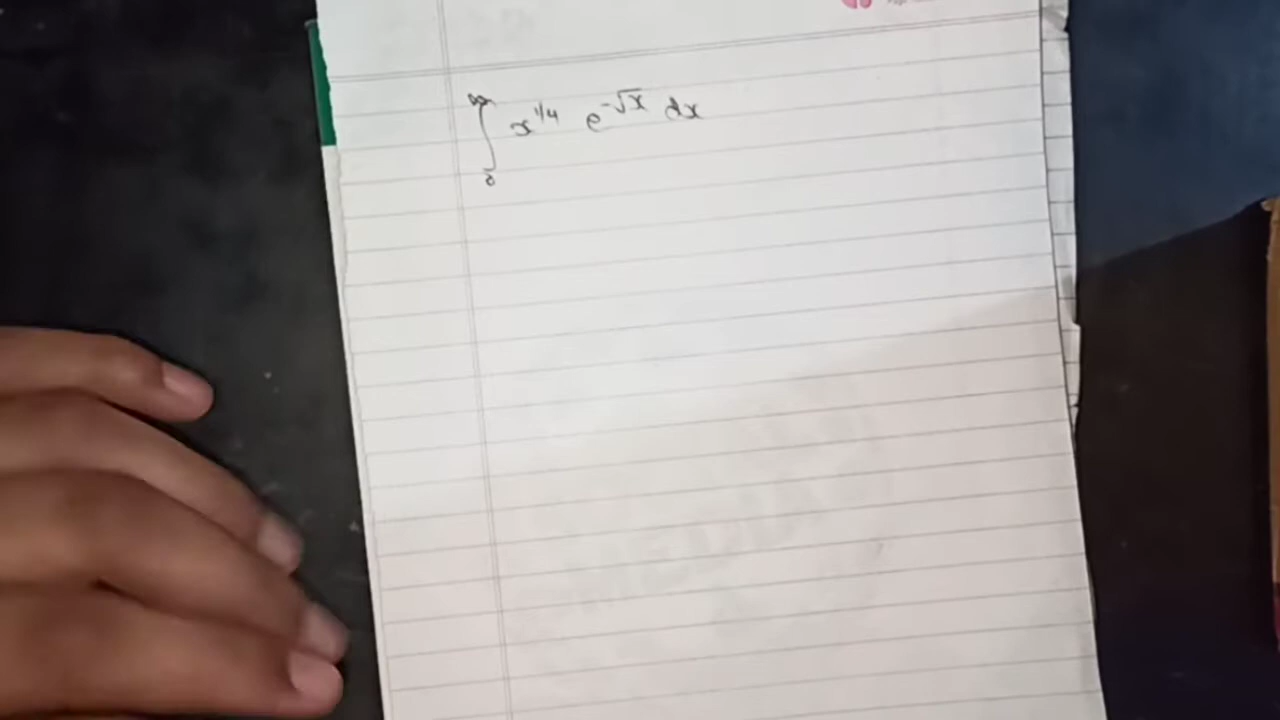 ∫₀^∞ x^{1/4} e^{-√x} dx